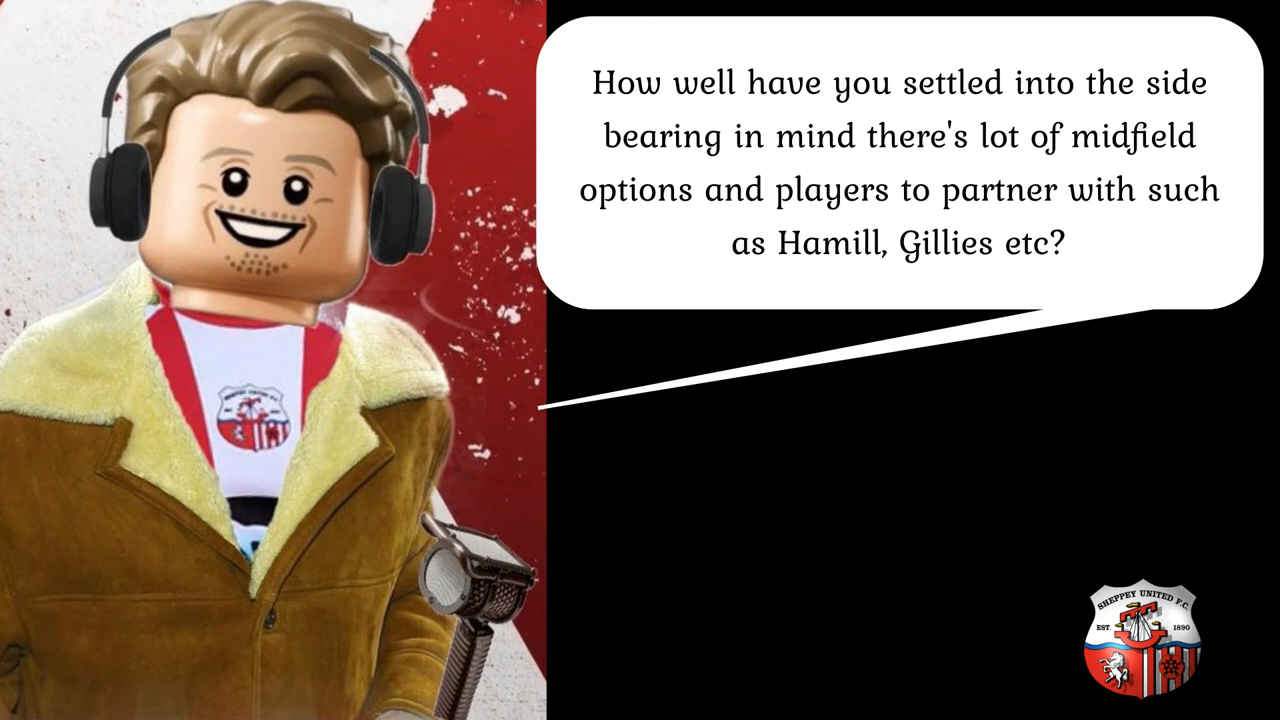 How well have you settled into the side
bearing in mind there's lot of midfield
options and players to partner with such
as Hamill, Gillies etc?
SHEPPEY UNITED F.C.
EST. 1890